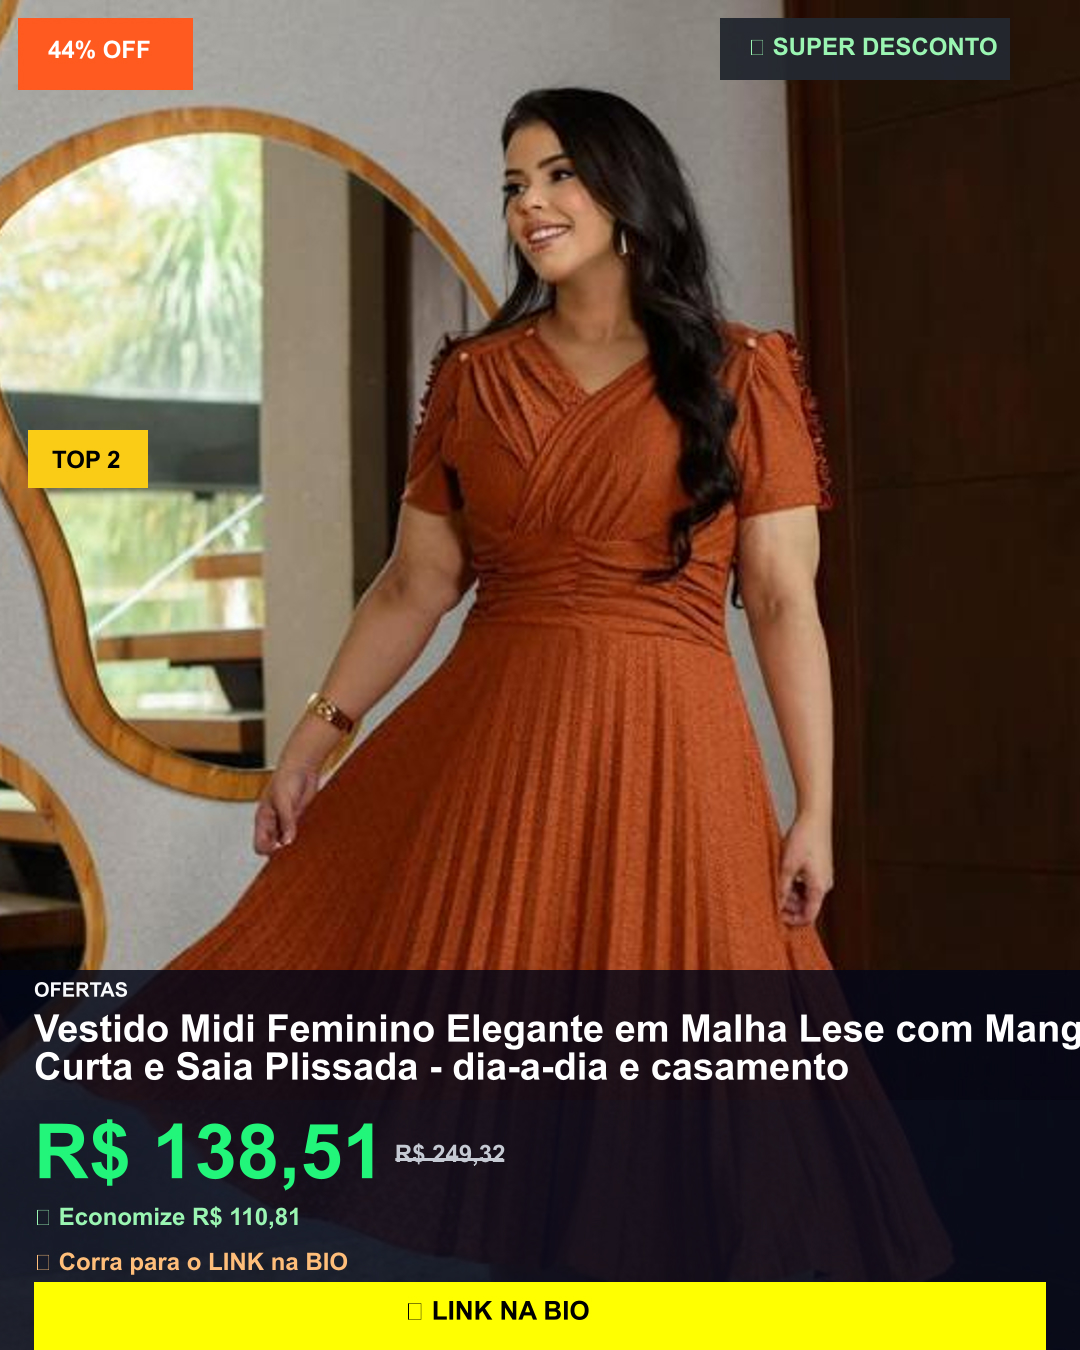 44% OFF
SUPER DESCONTO
TOP 2
OFERTAS
Vestido Midi Feminino Elegante em Malha Lese com Mang
Curta e Saia Plissada - dia-a-dia e casamento
R$ 138,51 R$ 249,32
Economize R$ 110,81
Corra para o LINK na BIO
LINK NA BIO